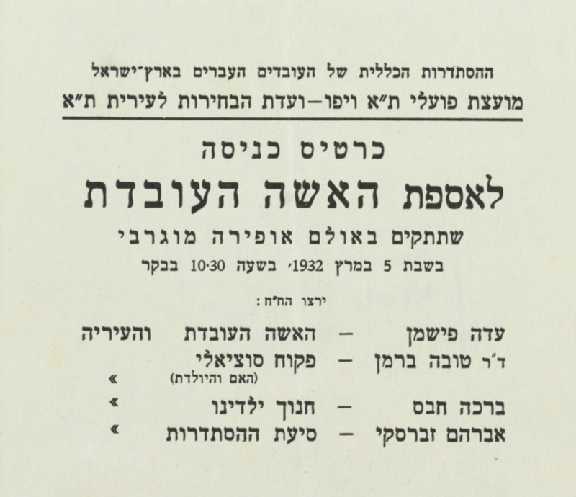 ההסתדרות הכללית של העובדים העברים בארץ־ישראל
מועצת פועלי ת״א ויפו—ועדת הבחירות לעירית ת״א
כרטיס כניסה
לאספת האשה העובדת
שתתקים באולם אופירה מוגרבי
בשבת 5 במרץ 1932, בשעה 10·30 בבקר
ירצו הח״ח:
עדה פישמן — האשה העובדת והעיריה
ד׳ר טובה ברמן — פקוח סוציאלי »
(האם והיולדת)
ברכה חבס — חנוך ילדינו »
אברהם זברסקי — סיעת ההסתדרות »